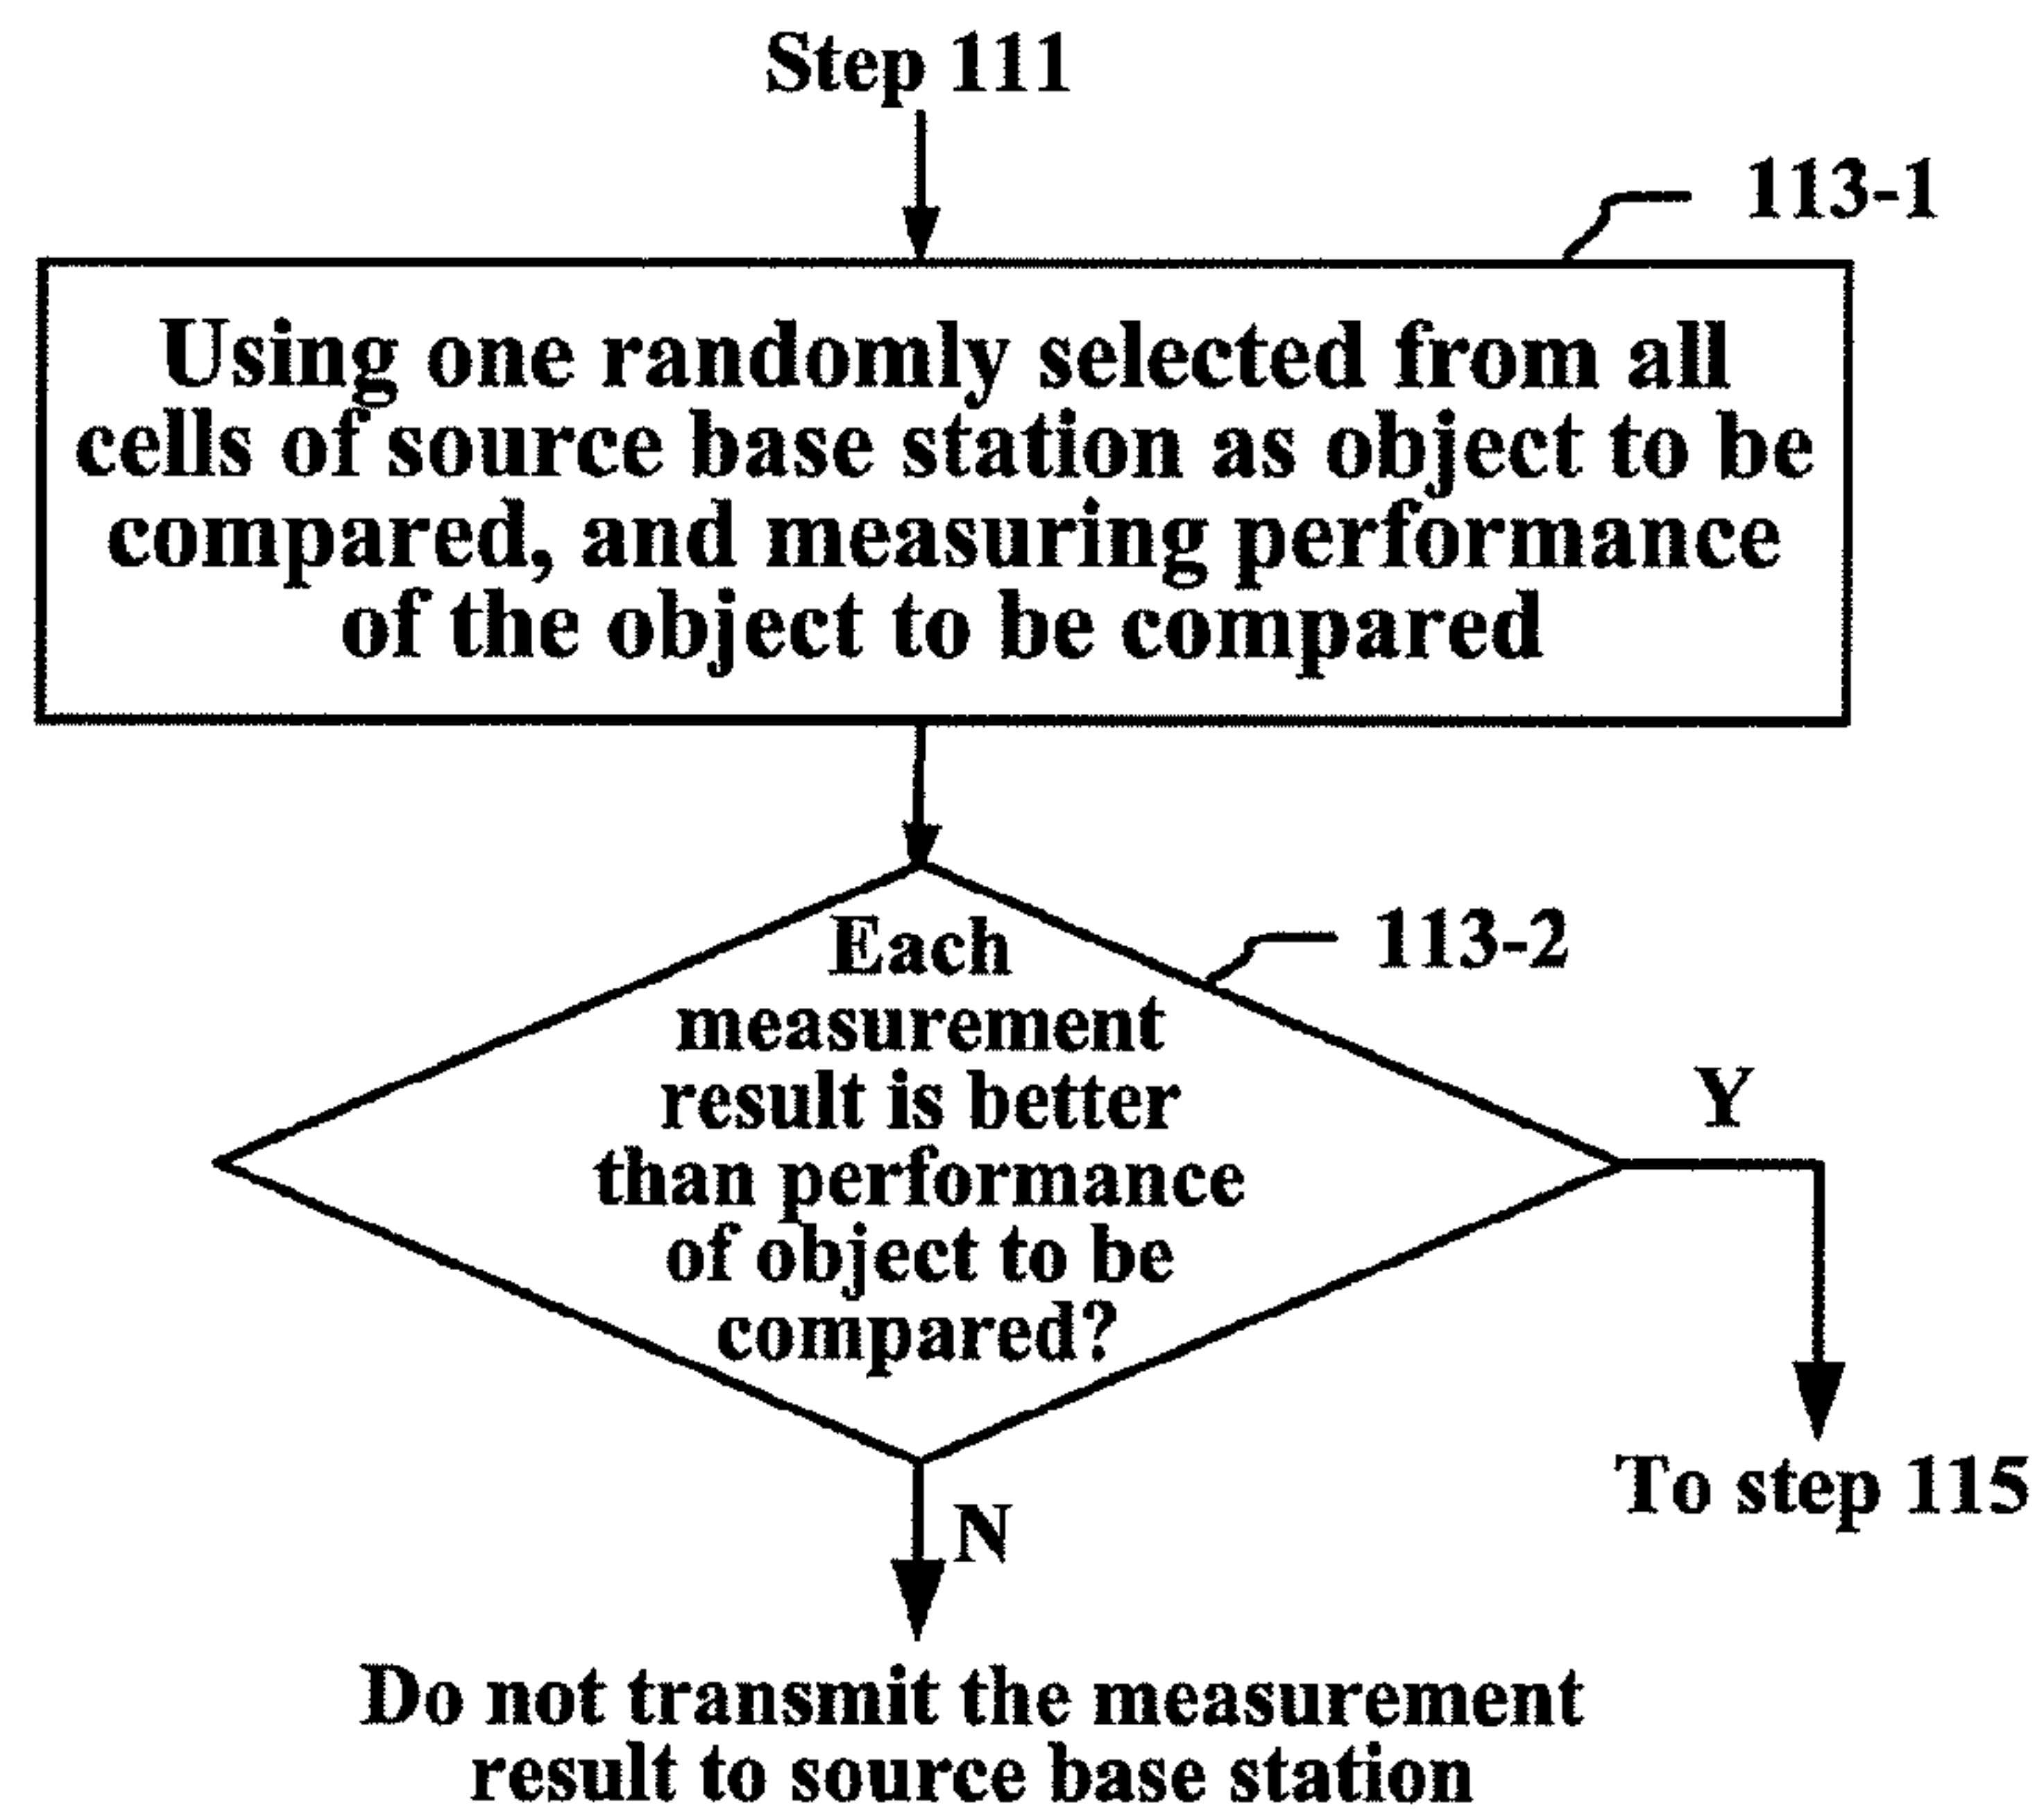 Step 111
113-1
Using one randomly selected from all
cells of source base station as object to be
compared, and measuring performance
of the object to be compared
Each
113-2
measurement
result is better
than performance
of object to be
compared?
Y
To step 115
N
Do not transmit the measurement
result to source base station